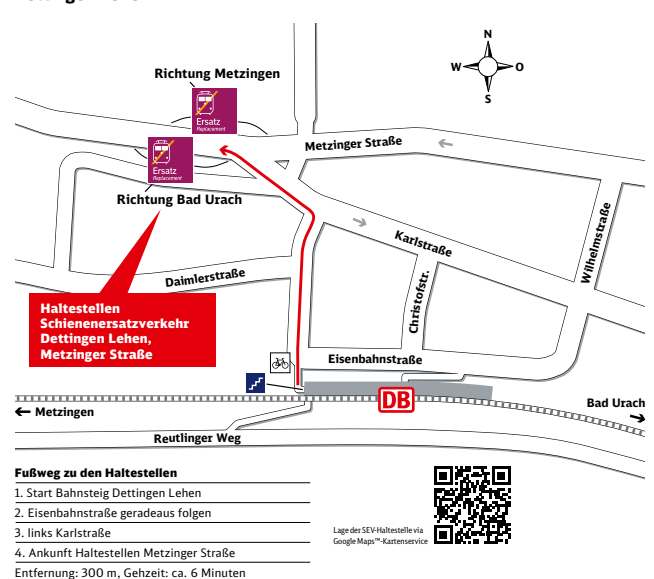 Richtung Metzingen
Ersatz
Replacement
Ersatz
Replacement
Richtung Bad Urach
N
W
O
S
Metzinger Straße
Karlstraße
Wilhelmstraße
Christofstr.
Daimlerstraße
Haltestellen
Schienenersatzverkehr
Dettingen Lehen,
Metzinger Straße
Eisenbahnstraße
DB
Metzingen
Bad Urach
Reutlinger Weg
Fußweg zu den Haltestellen
1. Start Bahnsteig Dettingen Lehen
2. Eisenbahnstraße geradeaus folgen
3. links Karlstraße
4. Ankunft Haltestellen Metzinger Straße
Entfernung: 300 m, Gehzeit: ca. 6 Minuten
Lage der SEV-Haltestelle via
Google Maps™-Kartenservice